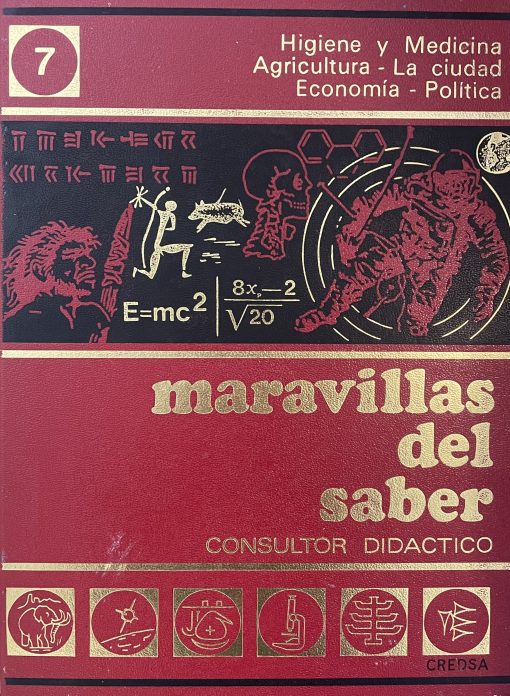 7
Higiene y Medicina
Agricultura - La ciudad
Economía - Política
E=mc²
8x - 2
√20
maravillas
del
saber
CONSULTOR DIDACTICO
CREDSA